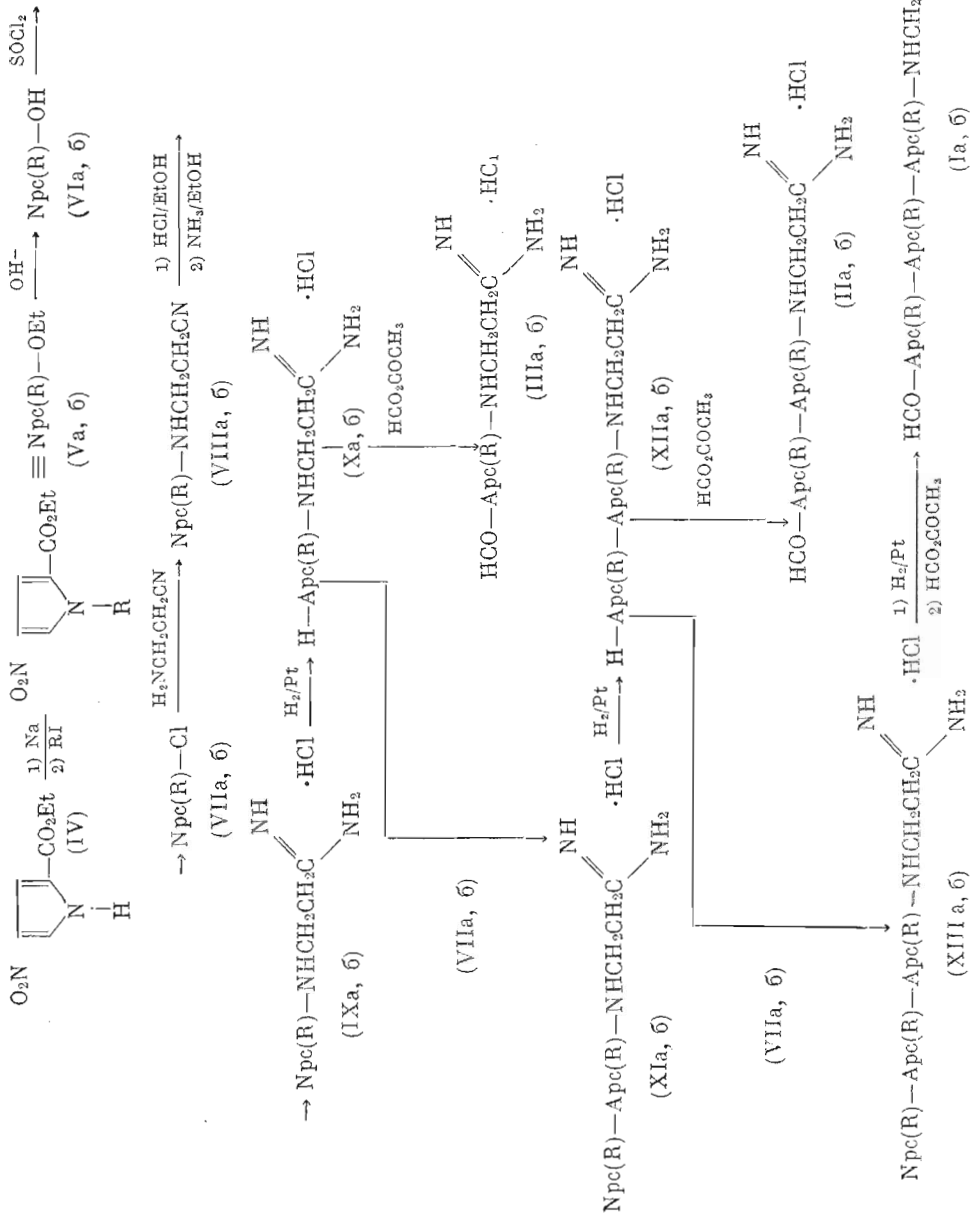 O₂N O₂N
CO₂Et 1) Na 2) RI CO₂Et ≡ Npc(R)—OEt OH⁻ → Npc(R)—OH SOCl₂ →
N N
H R
(IV) (Va, б) (VIa, б)
→ Npc(R)—Cl H₂NCH₂CH₂CN → Npc(R)—NHCH₂CH₂CN 1) HCl/EtOH 2) NH₃/EtOH →
(VIIa, б) (VIIIa, б)
NH NH
→ Npc(R)—NHCH₂CH₂C ·HCl H₂/Pt → H—Apc(R)—NHCH₂CH₂C ·HCl
NH₂ NH₂
(IXa, б) (Xa, б)
HCO₂COCH₃
(VIIa, б)
NH
HCO—Apc(R)—NHCH₂CH₂C ·HC₁
NH₂
(IIIa, б)
NH NH
Npc(R)—Apc(R)—NHCH₂CH₂C ·HCl H₂/Pt → H—Apc(R)—Apc(R)—NHCH₂CH₂C ·HCl
NH₂ NH₂
(XIa, б) (XIIa, б)
HCO₂COCH₃
(VIIa, б)
NH
HCO—Apc(R)—Apc(R)—NHCH₂CH₂C ·HCl
NH₂
(IIa, б)
NH
Npc(R)—Apc(R)—Apc(R)—NHCH₂CH₂C ·HCl 1) H₂/Pt 2) HCO₂COCH₃ → HCO—Apc(R)—Apc(R)—Apc(R)—NHCH₂
NH₂
(XIII a, б) (Ia, б)